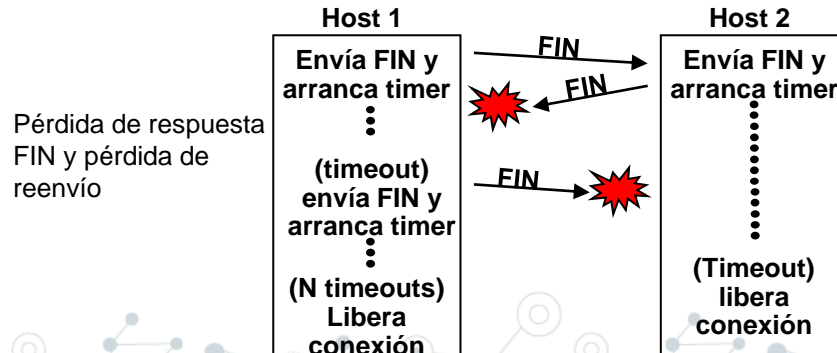 Host 1
Host 2
Envía FIN y
arranca timer
FIN
Envía FIN y
arranca timer
FIN
Pérdida de respuesta
FIN y pérdida de
reenvío
(timeout)
envía FIN y
arranca timer
FIN
(N timeouts)
Libera
conexión
(Timeout)
libera
conexión